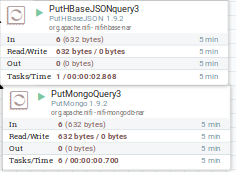 PutHBaseJSONquery3
PutHBaseJSON 1.9.2
org.apache.nifi - nifi-hbase-nar
In 6 (632 bytes) 5 min
Read/Write 632 bytes / 0 bytes 5 min
Out 0 (0 bytes) 5 min
Tasks/Time 1 / 00:00:02.868 5 min
PutMongoQuery3
PutMongo 1.9.2
org.apache.nifi - nifi-mongodb-nar
In 6 (632 bytes) 5 min
Read/Write 632 bytes / 0 bytes 5 min
Out 0 (0 bytes) 5 min
Tasks/Time 6 / 00:00:00.700 5 min